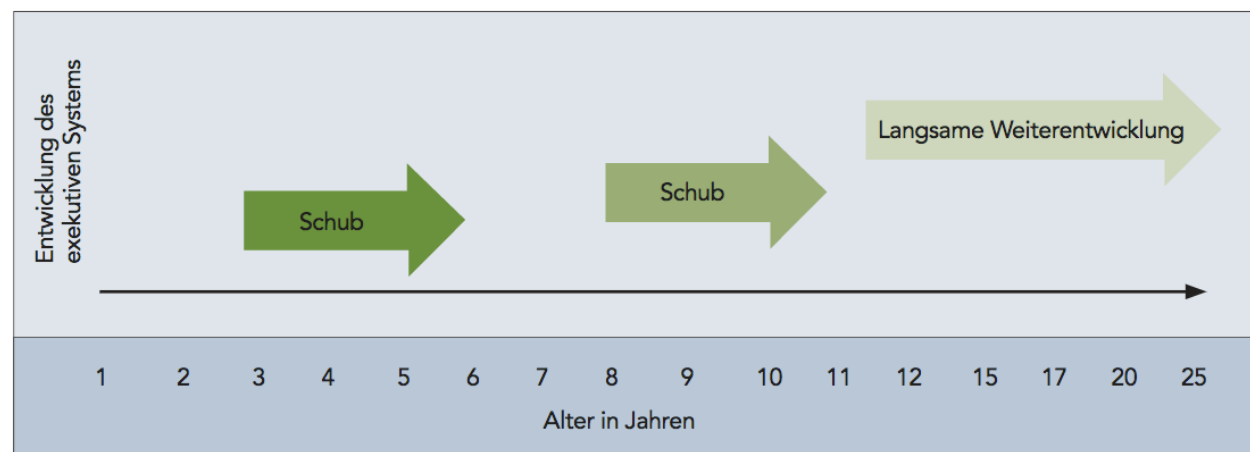 Entwicklung des
exekutiven Systems
Schub
Schub
Langsame Weiterentwicklung
1 2 3 4 5 6 7 8 9 10 11 12 15 17 20 25
Alter in Jahren